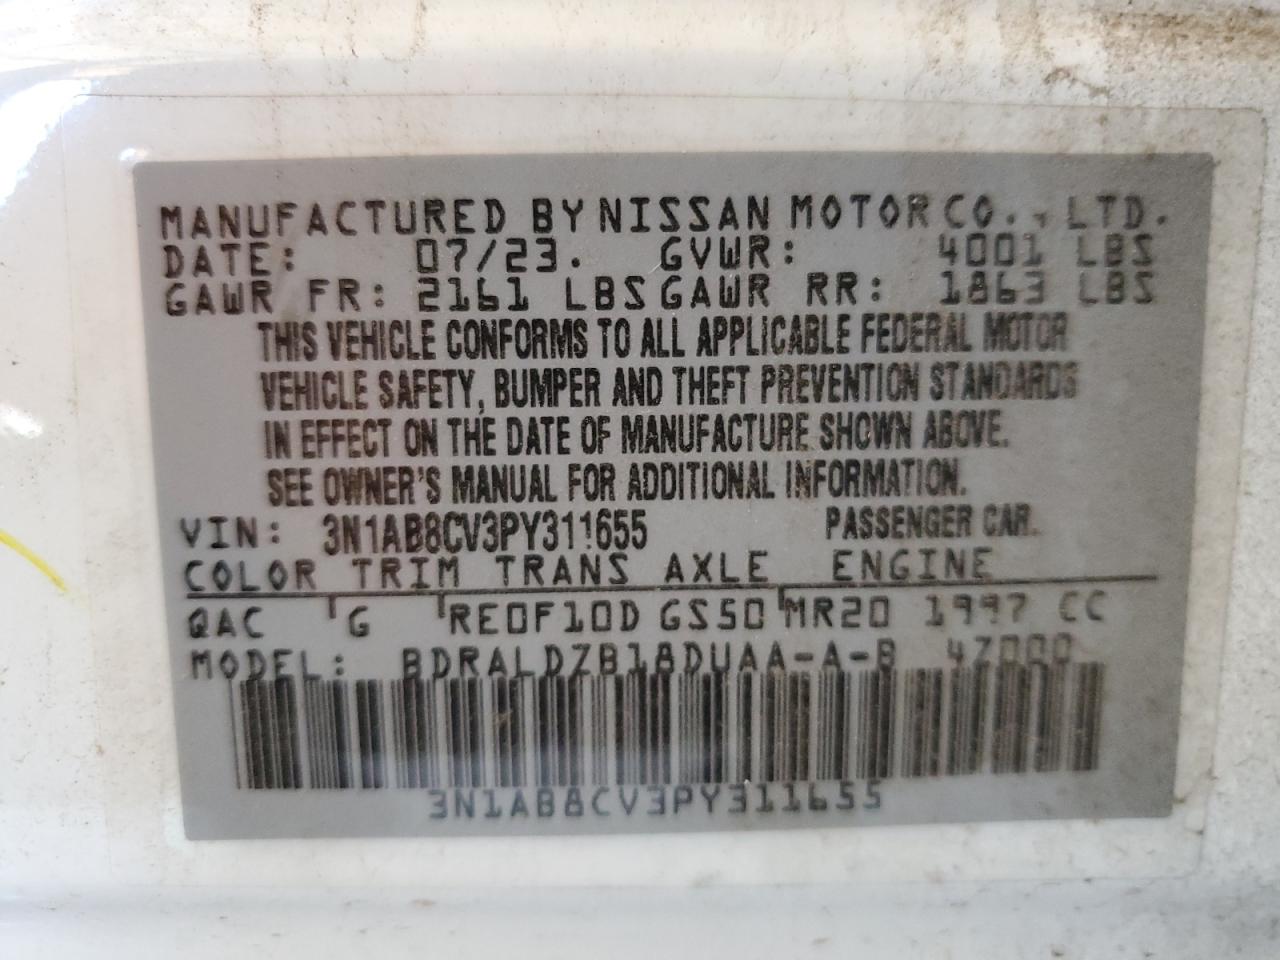 MANUFACTURED BY NISSAN MOTOR CO., LTD.
DATE: 07/23. GVWR: 4001 LBS
GAWR FR: 2161 LBS GAWR RR: 1863 LBS
THIS VEHICLE CONFORMS TO ALL APPLICABLE FEDERAL MOTOR
VEHICLE SAFETY, BUMPER AND THEFT PREVENTION STANDARDS
IN EFFECT ON THE DATE OF MANUFACTURE SHOWN ABOVE.
SEE OWNER'S MANUAL FOR ADDITIONAL INFORMATION.
VIN: 3N1AB8CV3PY311655 PASSENGER CAR.
COLOR TRIM TRANS AXLE ENGINE
QAC G RE0F10D GS50 MR20 1997 CC
MODEL: BDRALDZB18DUAA-A-B 4Z000
3N1AB8CV3PY311655